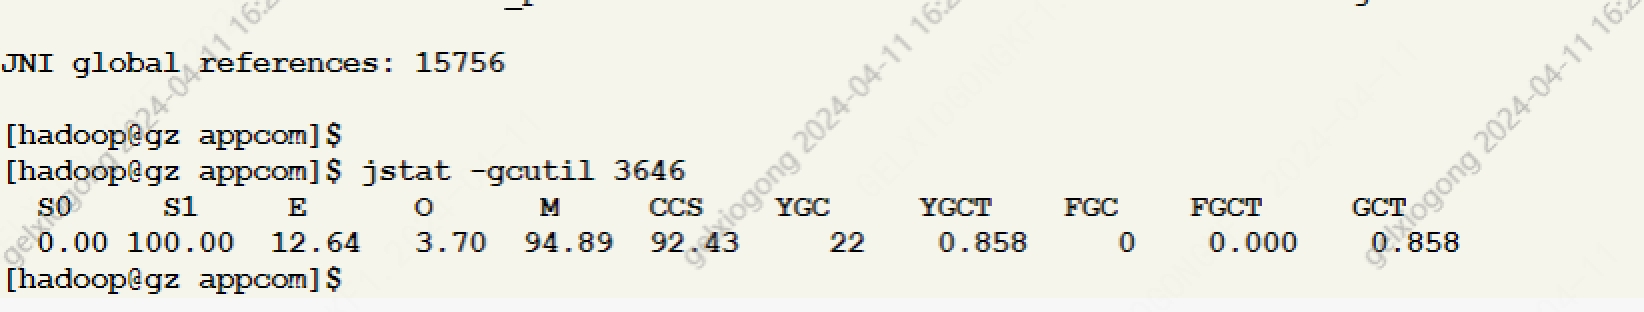 JNI global references: 15756
[hadoop@gz appcom]$
[hadoop@gz appcom]$ jstat -gcutil 3646
S0 S1 E O M CCS YGC YGCT FGC FGCT GCT
0.00 100.00 12.64 3.70 94.89 92.43 22 0.858 0 0.000 0.858
[hadoop@gz appcom]$
gelxiogong 2024-04-11 16:2
gelxiogong 2024-04-11 16:2
gelxiogong 2024-04-11 16:2